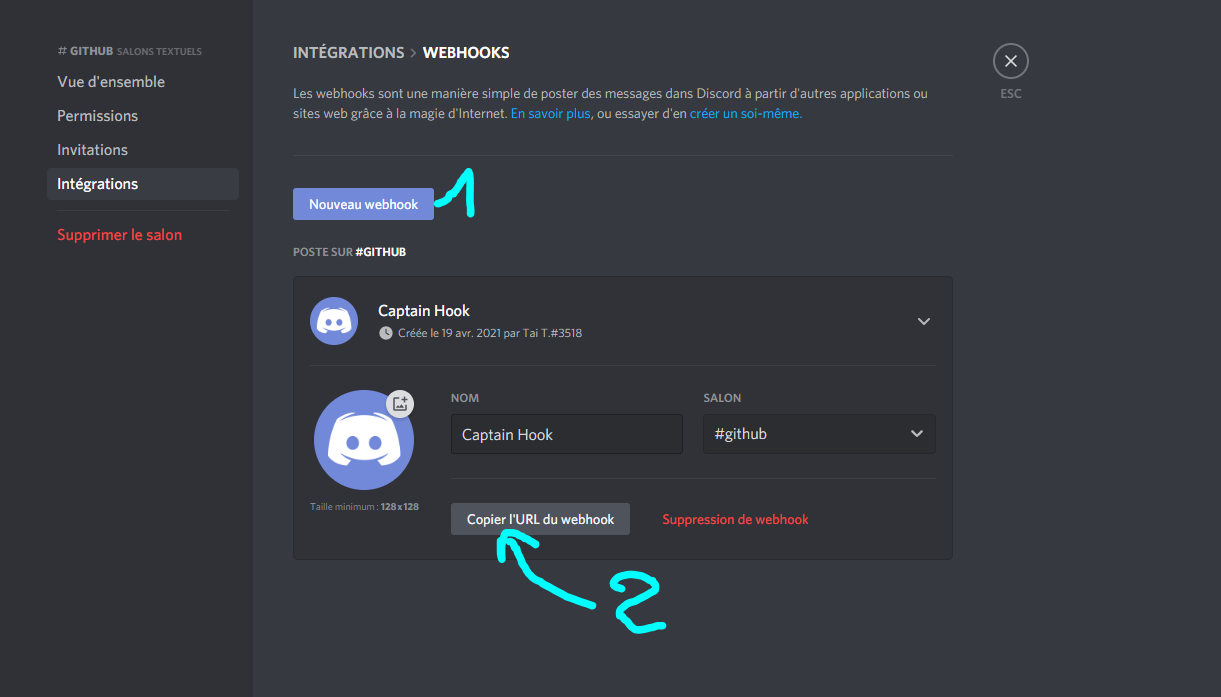 # GITHUB SALONS TEXTUELS
Vue d'ensemble
Permissions
Invitations
Intégrations
Supprimer le salon
INTÉGRATIONS > WEBHOOKS
Les webhooks sont une manière simple de poster des messages dans Discord à partir d'autres applications ou
sites web grâce à la magie d'Internet. En savoir plus, ou essayer d'en créer un soi-même.
ESC
Nouveau webhook
1
POSTE SUR #GITHUB
Captain Hook
Créée le 19 avr. 2021 par Tai T.#3518
NOM
SALON
Captain Hook
#github
Taille minimum : 128x128
Copier l'URL du webhook
Suppression de webhook
2